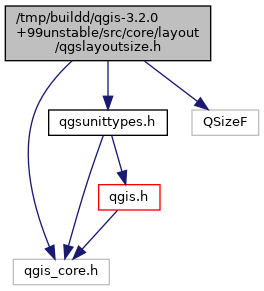 /tmp/buildd/qgis-3.2.0
+99unstable/src/core/layout
/qgslayoutsize.h
qgsunittypes.h
QSizeF
qgis.h
qgis_core.h